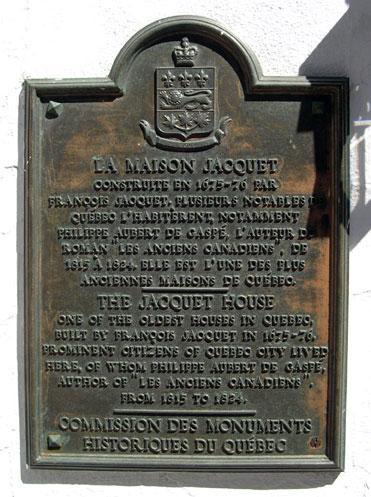 LA MAISON JACQUET
CONSTRUITE EN 1675-76 PAR
FRANÇOIS JACQUET. PLUSIEURS NOTABLES DE
QUÉBEC L'HABITÈRENT, NOTAMMENT
PHILIPPE AUBERT DE GASPÉ, L'AUTEUR DU
ROMAN "LES ANCIENS CANADIENS", DE
1815 À 1824. ELLE EST L'UNE DES PLUS
ANCIENNES MAISONS DE QUÉBEC.
THE JACQUET HOUSE
ONE OF THE OLDEST HOUSES IN QUEBEC,
BUILT BY FRANÇOIS JACQUET IN 1675-76.
PROMINENT CITIZENS OF QUEBEC CITY LIVED
HERE, OF WHOM PHILIPPE AUBERT DE GASPÉ,
AUTHOR OF "LES ANCIENS CANADIENS",
FROM 1815 TO 1824.
COMMISSION DES MONUMENTS
HISTORIQUES DU QUÉBEC